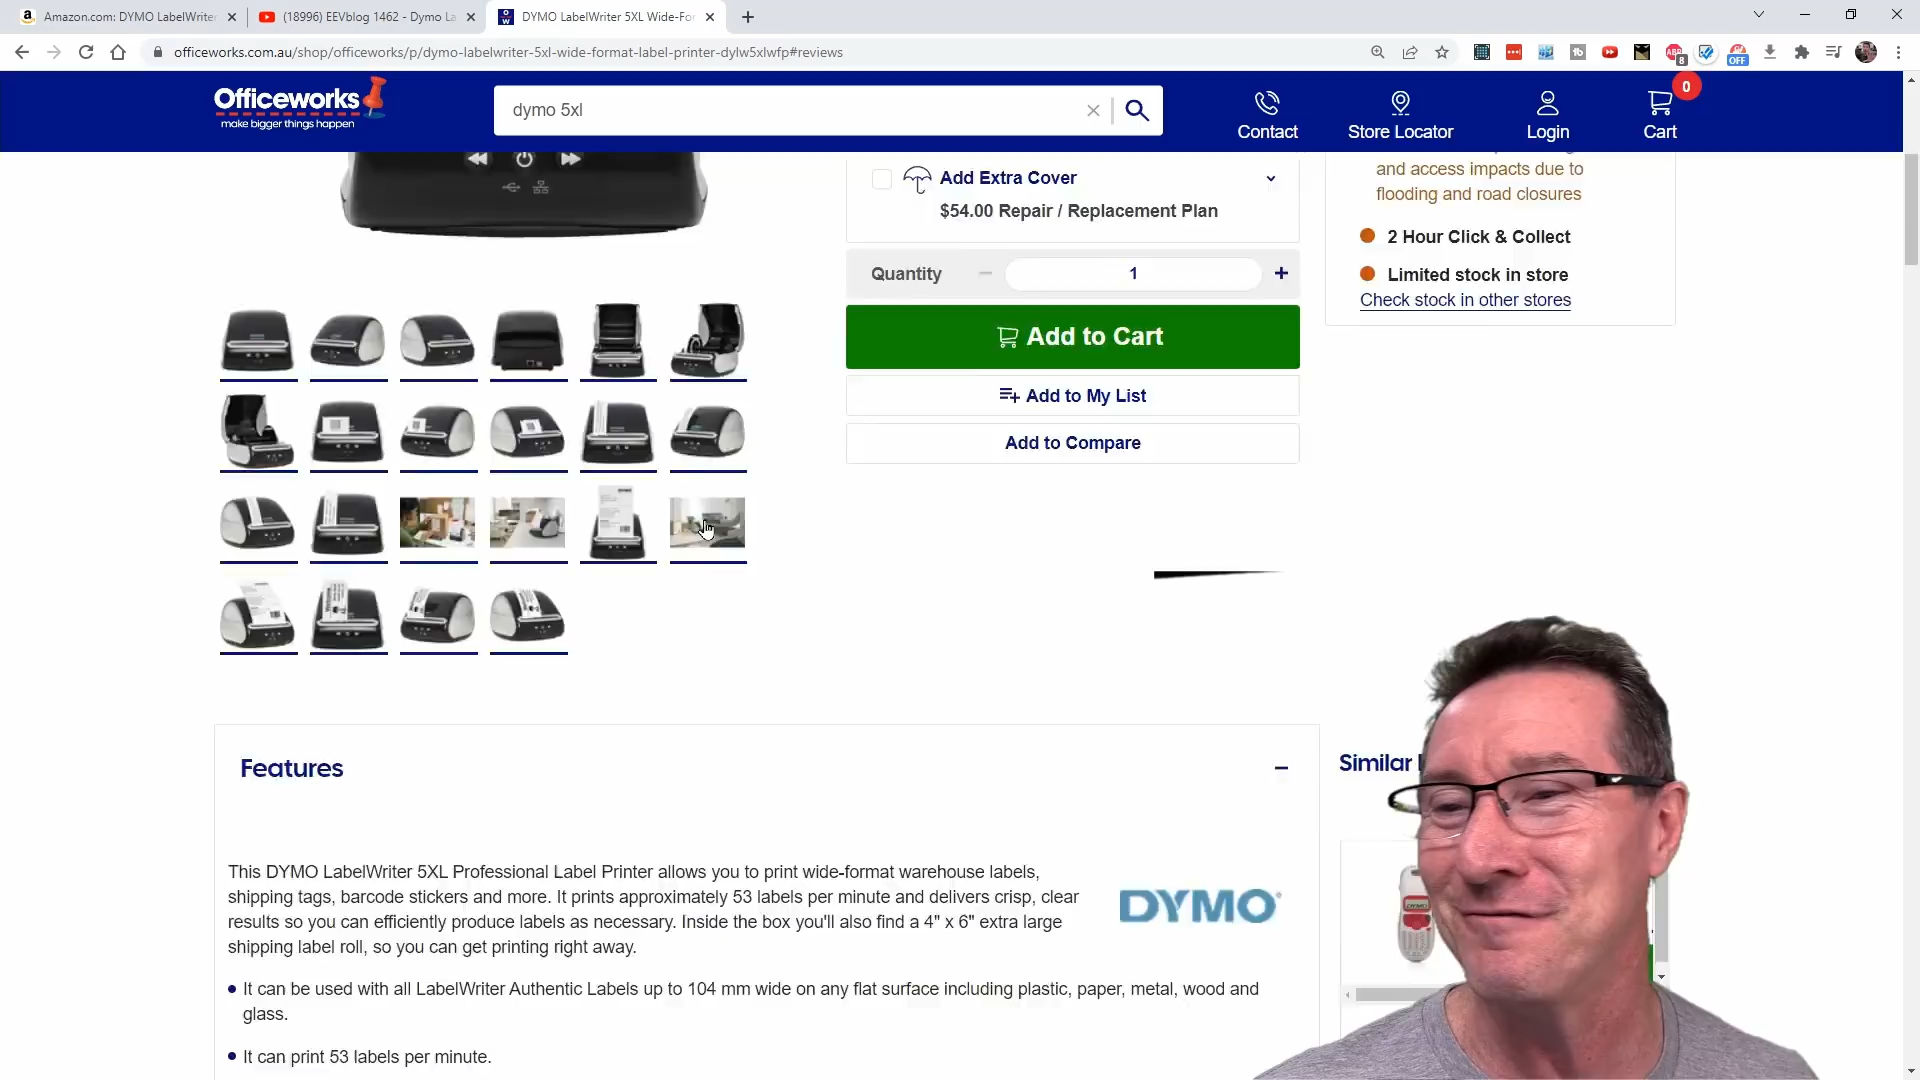 Amazon.com: DYMO LabelWriter
(18996) EEVblog 1462 - Dymo La
DYMO LabelWriter 5XL Wide-For
officeworks.com.au/shop/officeworks/p/dymo-labelwriter-5xl-wide-format-label-printer-dylw5xlwfp#reviews
8
OFF
Officeworks
make bigger things happen
dymo 5xl
Contact
Store Locator
Login
0
Cart
Add Extra Cover
$54.00 Repair / Replacement Plan
and access impacts due to
flooding and road closures
2 Hour Click & Collect
Limited stock in store
Check stock in other stores
Quantity
1
Add to Cart
Add to My List
Add to Compare
Features
Similar
This DYMO LabelWriter 5XL Professional Label Printer allows you to print wide-format warehouse labels,
shipping tags, barcode stickers and more. It prints approximately 53 labels per minute and delivers crisp, clear
results so you can efficiently produce labels as necessary. Inside the box you'll also find a 4" x 6" extra large
shipping label roll, so you can get printing right away.
DYMO
It can be used with all LabelWriter Authentic Labels up to 104 mm wide on any flat surface including plastic, paper, metal, wood and
glass.
It can print 53 labels per minute.